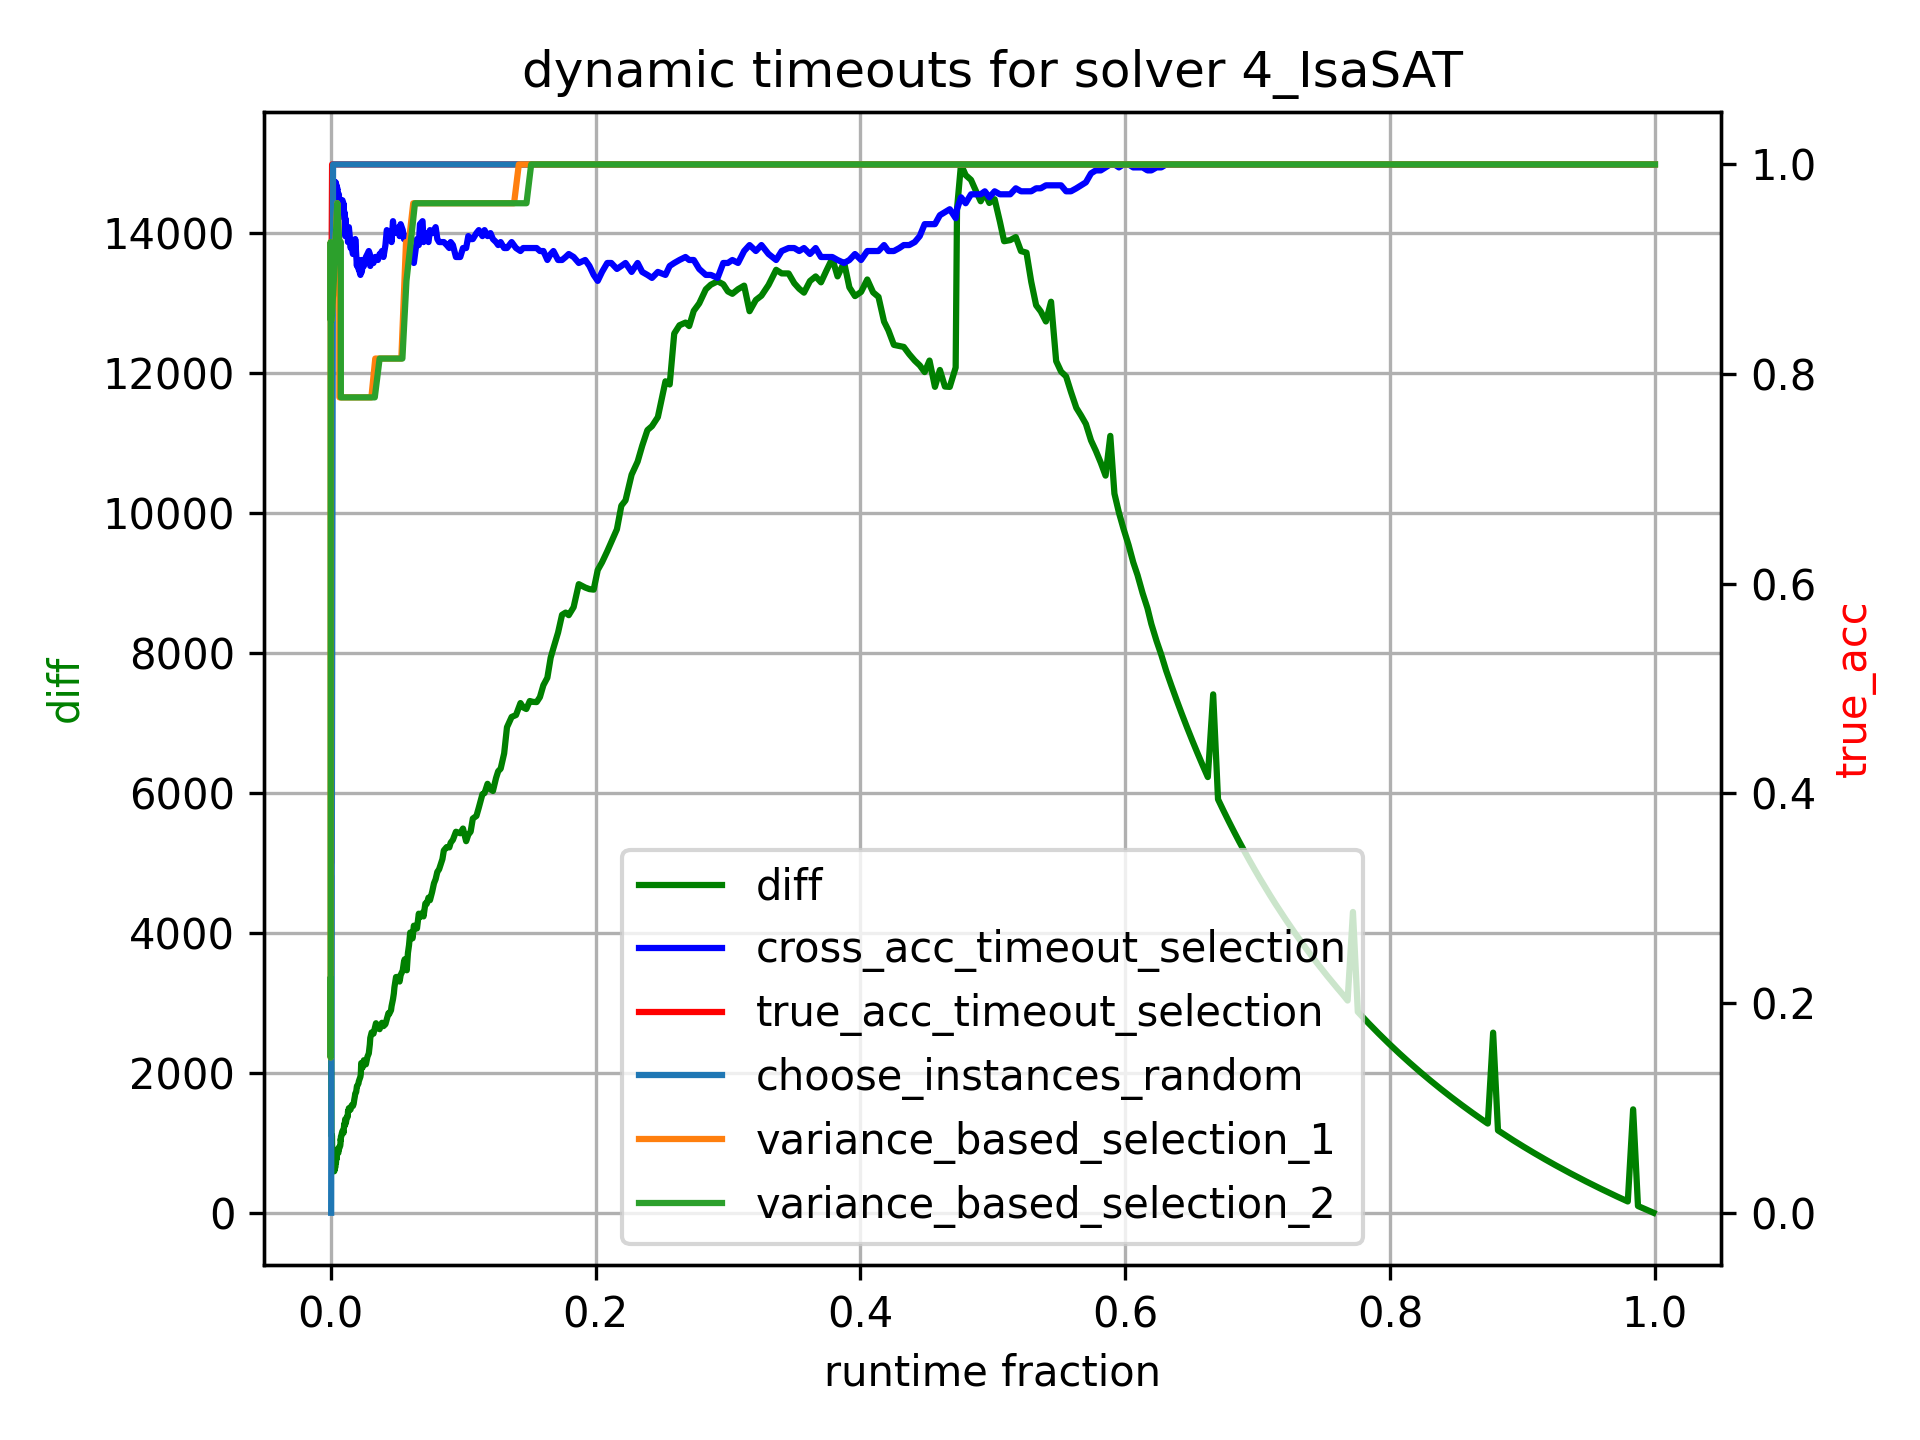 dynamic timeouts for solver 4_IsaSAT
14000
12000
10000
8000
6000
4000
2000
0
diff
1.0
0.8
0.6
0.4
0.2
0.0
true_acc
diff
cross_acc_timeout_selection
true_acc_timeout_selection
choose_instances_random
variance_based_selection_1
variance_based_selection_2
0.0 0.2 0.4 0.6 0.8 1.0
runtime fraction